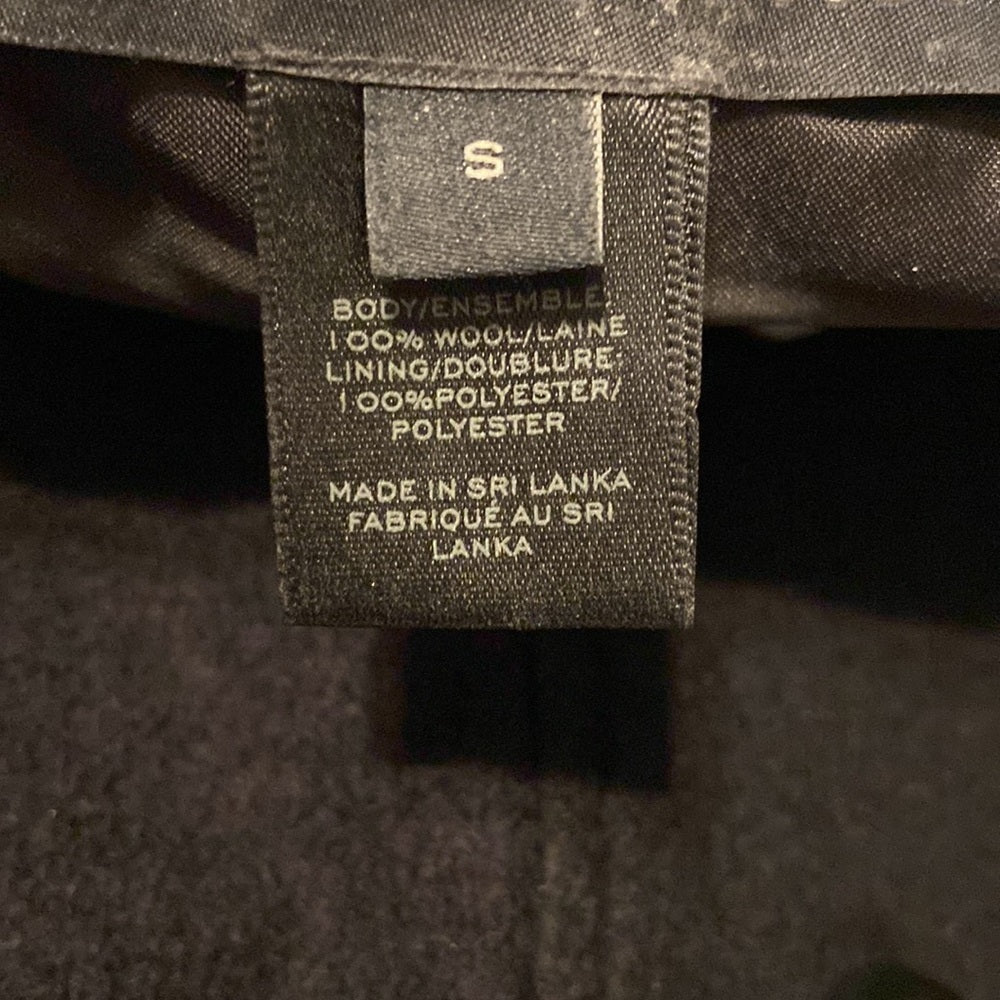 S
BODY/ENSEMBLE:
100% WOOL/LAINE
LINING/DOUBLURE:
100%POLYESTER/
POLYESTER
MADE IN SRI LANKA
FABRIQUÉ AU SRI
LANKA